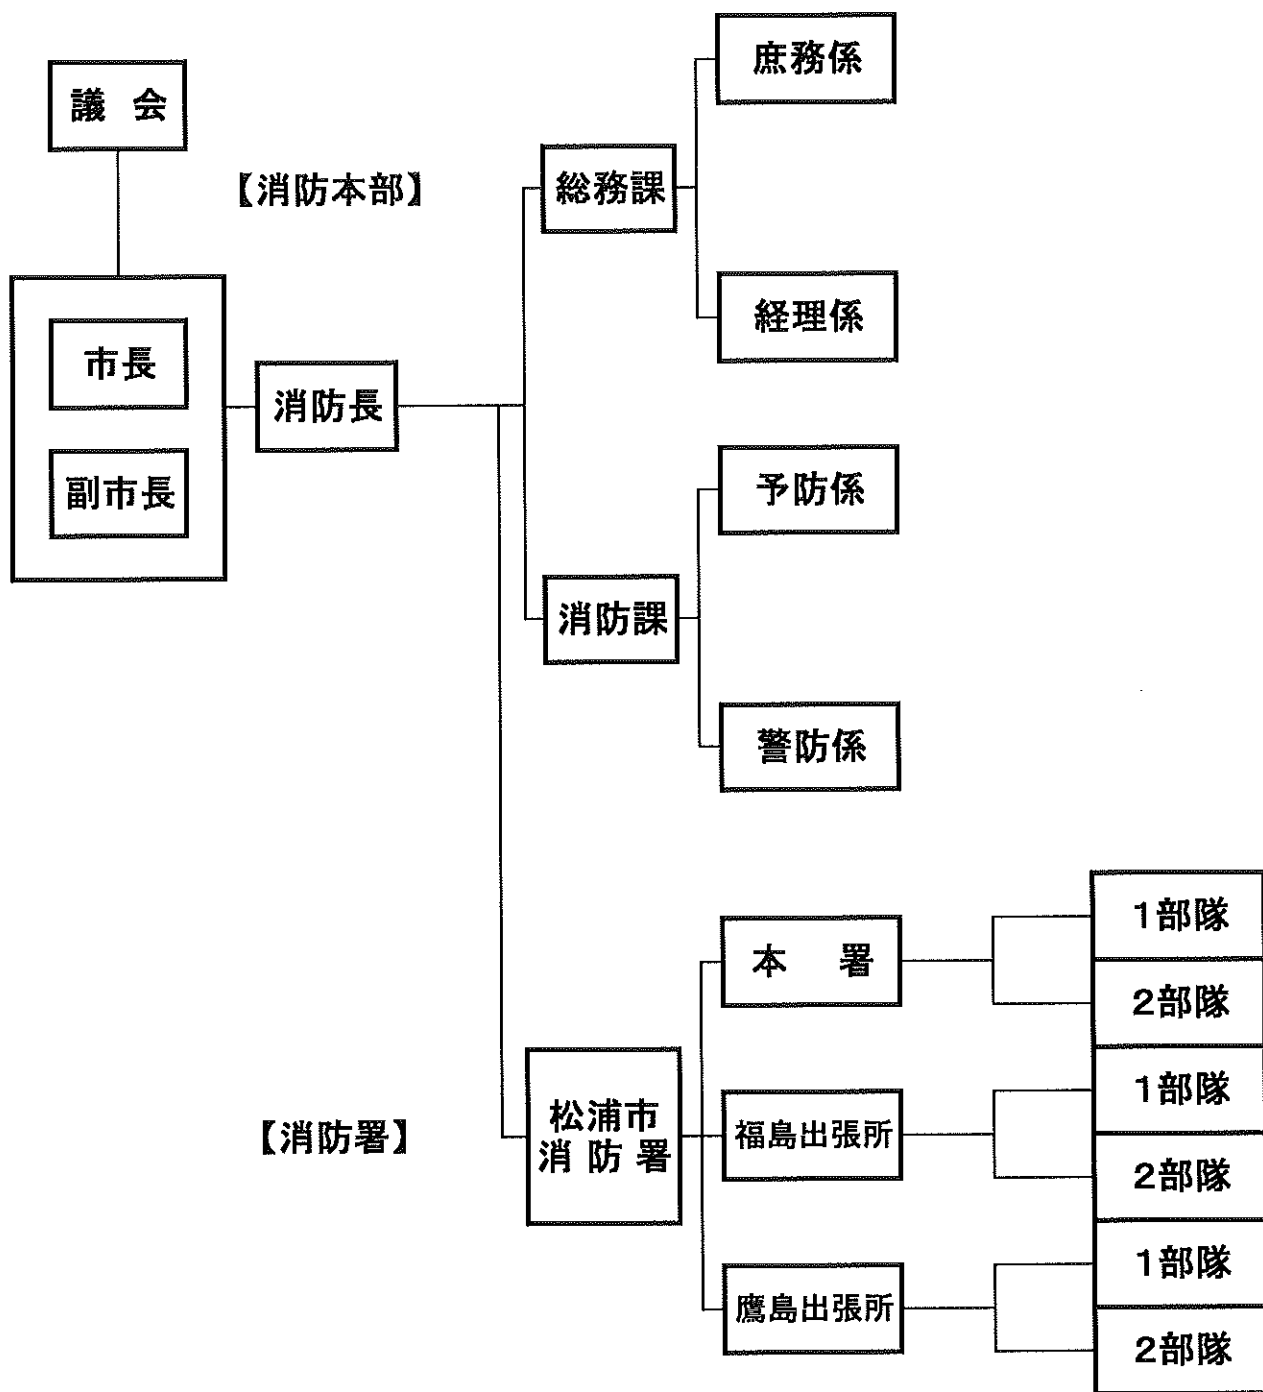 議 会
【消防本部】
市長
副市長
消防長
総務課
庶務係
経理係
消防課
予防係
警防係
【消防署】
松浦市
消防署
本 署
1部隊
2部隊
福島出張所
1部隊
2部隊
鷹島出張所
1部隊
2部隊